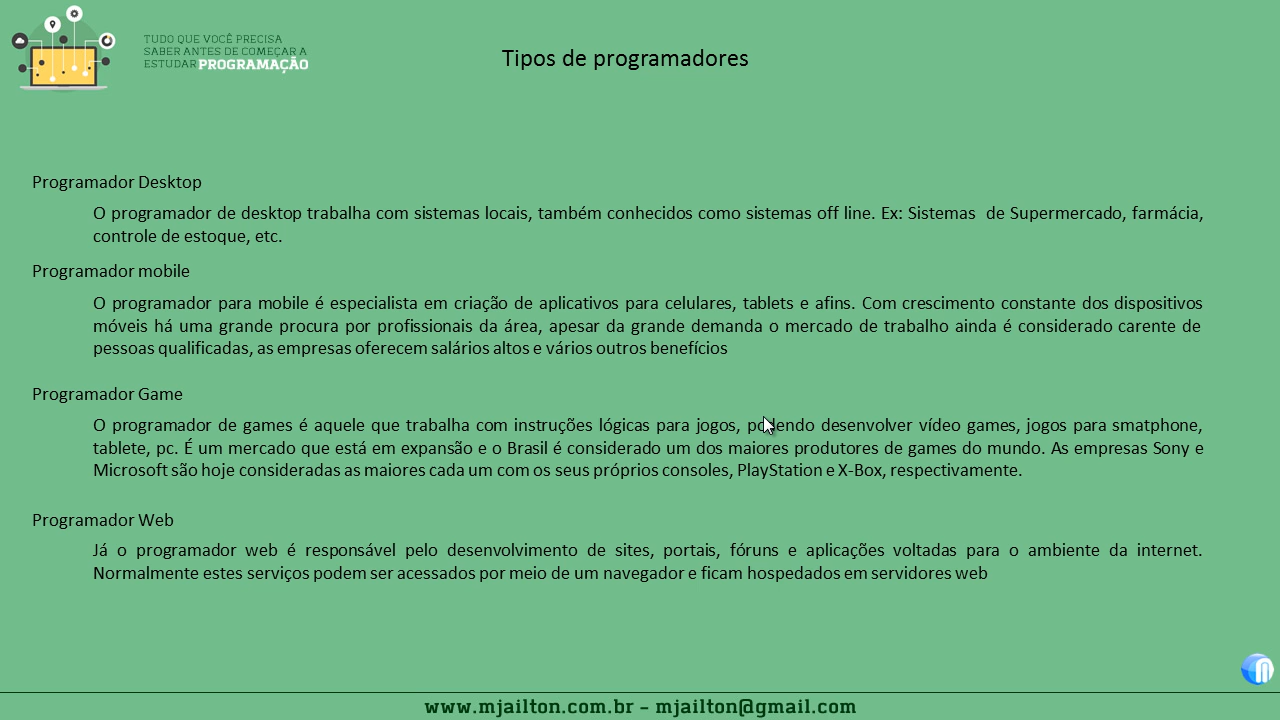 TUDO QUE VOCÊ PRECISA
SABER ANTES DE COMEÇAR A
ESTUDAR PROGRAMAÇÃO
Tipos de programadores
Programador Desktop
O programador de desktop trabalha com sistemas locais, também conhecidos como sistemas off line. Ex: Sistemas  de Supermercado, farmácia,
controle de estoque, etc.
Programador mobile
O programador para mobile é especialista em criação de aplicativos para celulares, tablets e afins. Com crescimento constante dos dispositivos
móveis há uma grande procura por profissionais da área, apesar da grande demanda o mercado de trabalho ainda é considerado carente de
pessoas qualificadas, as empresas oferecem salários altos e vários outros benefícios
Programador Game
O programador de games é aquele que trabalha com instruções lógicas para jogos, podendo desenvolver vídeo games, jogos para smatphone,
tablete, pc. É um mercado que está em expansão e o Brasil é considerado um dos maiores produtores de games do mundo. As empresas Sony e
Microsoft são hoje consideradas as maiores cada um com os seus próprios consoles, PlayStation e X-Box, respectivamente.
Programador Web
Já o programador web é responsável pelo desenvolvimento de sites, portais, fóruns e aplicações voltadas para o ambiente da internet.
Normalmente estes serviços podem ser acessados por meio de um navegador e ficam hospedados em servidores web
www.mjailton.com.br – mjailton@gmail.com